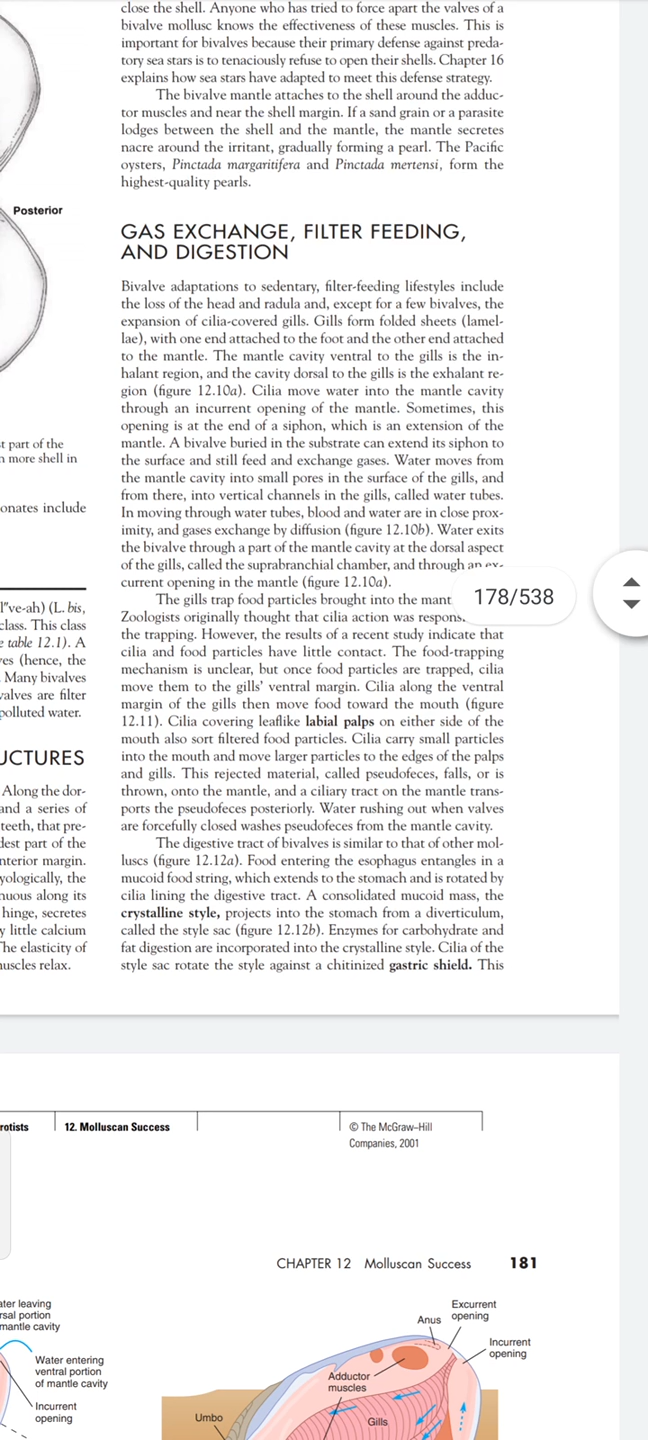 close the shell. Anyone who has tried to force apart the valves of a
bivalve mollusc knows the effectiveness of these muscles. This is
important for bivalves because their primary defense against preda-
tory sea stars is to tenaciously refuse to open their shells. Chapter 16
explains how sea stars have adapted to meet this defense strategy.
The bivalve mantle attaches to the shell around the adduc-
tor muscles and near the shell margin. If a sand grain or a parasite
lodges between the shell and the mantle, the mantle secretes
nacre around the irritant, gradually forming a pearl. The Pacific
oysters, Pinctada margaritifera and Pinctada mertensi, form the
highest-quality pearls.
Posterior
GAS EXCHANGE, FILTER FEEDING,
AND DIGESTION
Bivalve adaptations to sedentary, filter-feeding lifestyles include
the loss of the head and radula and, except for a few bivalves, the
expansion of cilia-covered gills. Gills form folded sheets (lamel-
lae), with one end attached to the foot and the other end attached
to the mantle. The mantle cavity ventral to the gills is the in-
halant region, and the cavity dorsal to the gills is the exhalant re-
gion (figure 12.10a). Cilia move water into the mantle cavity
through an incurrent opening of the mantle. Sometimes, this
opening is at the end of a siphon, which is an extension of the
mantle. A bivalve buried in the substrate can extend its siphon to
the surface and still feed and exchange gases. Water moves from
the mantle cavity into small pores in the surface of the gills, and
from there, into vertical channels in the gills, called water tubes.
In moving through water tubes, blood and water are in close prox-
imity, and gases exchange by diffusion (figure 12.10b). Water exits
the bivalve through a part of the mantle cavity at the dorsal aspect
of the gills, called the suprabranchial chamber, and through an ex-
current opening in the mantle (figure 12.10a).
The gills trap food particles brought into the mant
Zoologists originally thought that cilia action was respons
the trapping. However, the results of a recent study indicate that
cilia and food particles have little contact. The food-trapping
mechanism is unclear, but once food particles are trapped, cilia
move them to the gills' ventral margin. Cilia along the ventral
margin of the gills then move food toward the mouth (figure
12.11). Cilia covering leaflike labial palps on either side of the
mouth also sort filtered food particles. Cilia carry small particles
into the mouth and move larger particles to the edges of the palps
and gills. This rejected material, called pseudofeces, falls, or is
thrown, onto the mantle, and a ciliary tract on the mantle trans-
ports the pseudofeces posteriorly. Water rushing out when valves
are forcefully closed washes pseudofeces from the mantle cavity.
The digestive tract of bivalves is similar to that of other mol-
luscs (figure 12.12a). Food entering the esophagus entangles in a
mucoid food string, which extends to the stomach and is rotated by
cilia lining the digestive tract. A consolidated mucoid mass, the
crystalline style, projects into the stomach from a diverticulum,
called the style sac (figure 12.12b). Enzymes for carbohydrate and
fat digestion are incorporated into the crystalline style. Cilia of the
style sac rotate the style against a chitinized gastric shield. This
178/538
t part of the
more shell in
onates include
l″ve-ah) (L. bis,
class. This class
table 12.1). A
(hence, the
Many bivalves
valves are filter
polluted water.
UCTURES
Along the dor-
and a series of
teeth, that pre-
dest part of the
nterior margin.
yologically, the
nuous along its
hinge, secretes
y little calcium
The elasticity of
nuscles relax.
rotists
12. Molluscan Success
© The McGraw–Hill
Companies, 2001
CHAPTER 12 Molluscan Success 181
ater leaving
rsal portion
mantle cavity
Water entering
ventral portion
of mantle cavity
Incurrent
opening
Anus
Excurrent
opening
Incurrent
opening
Adductor
muscles
Umbo
Gills